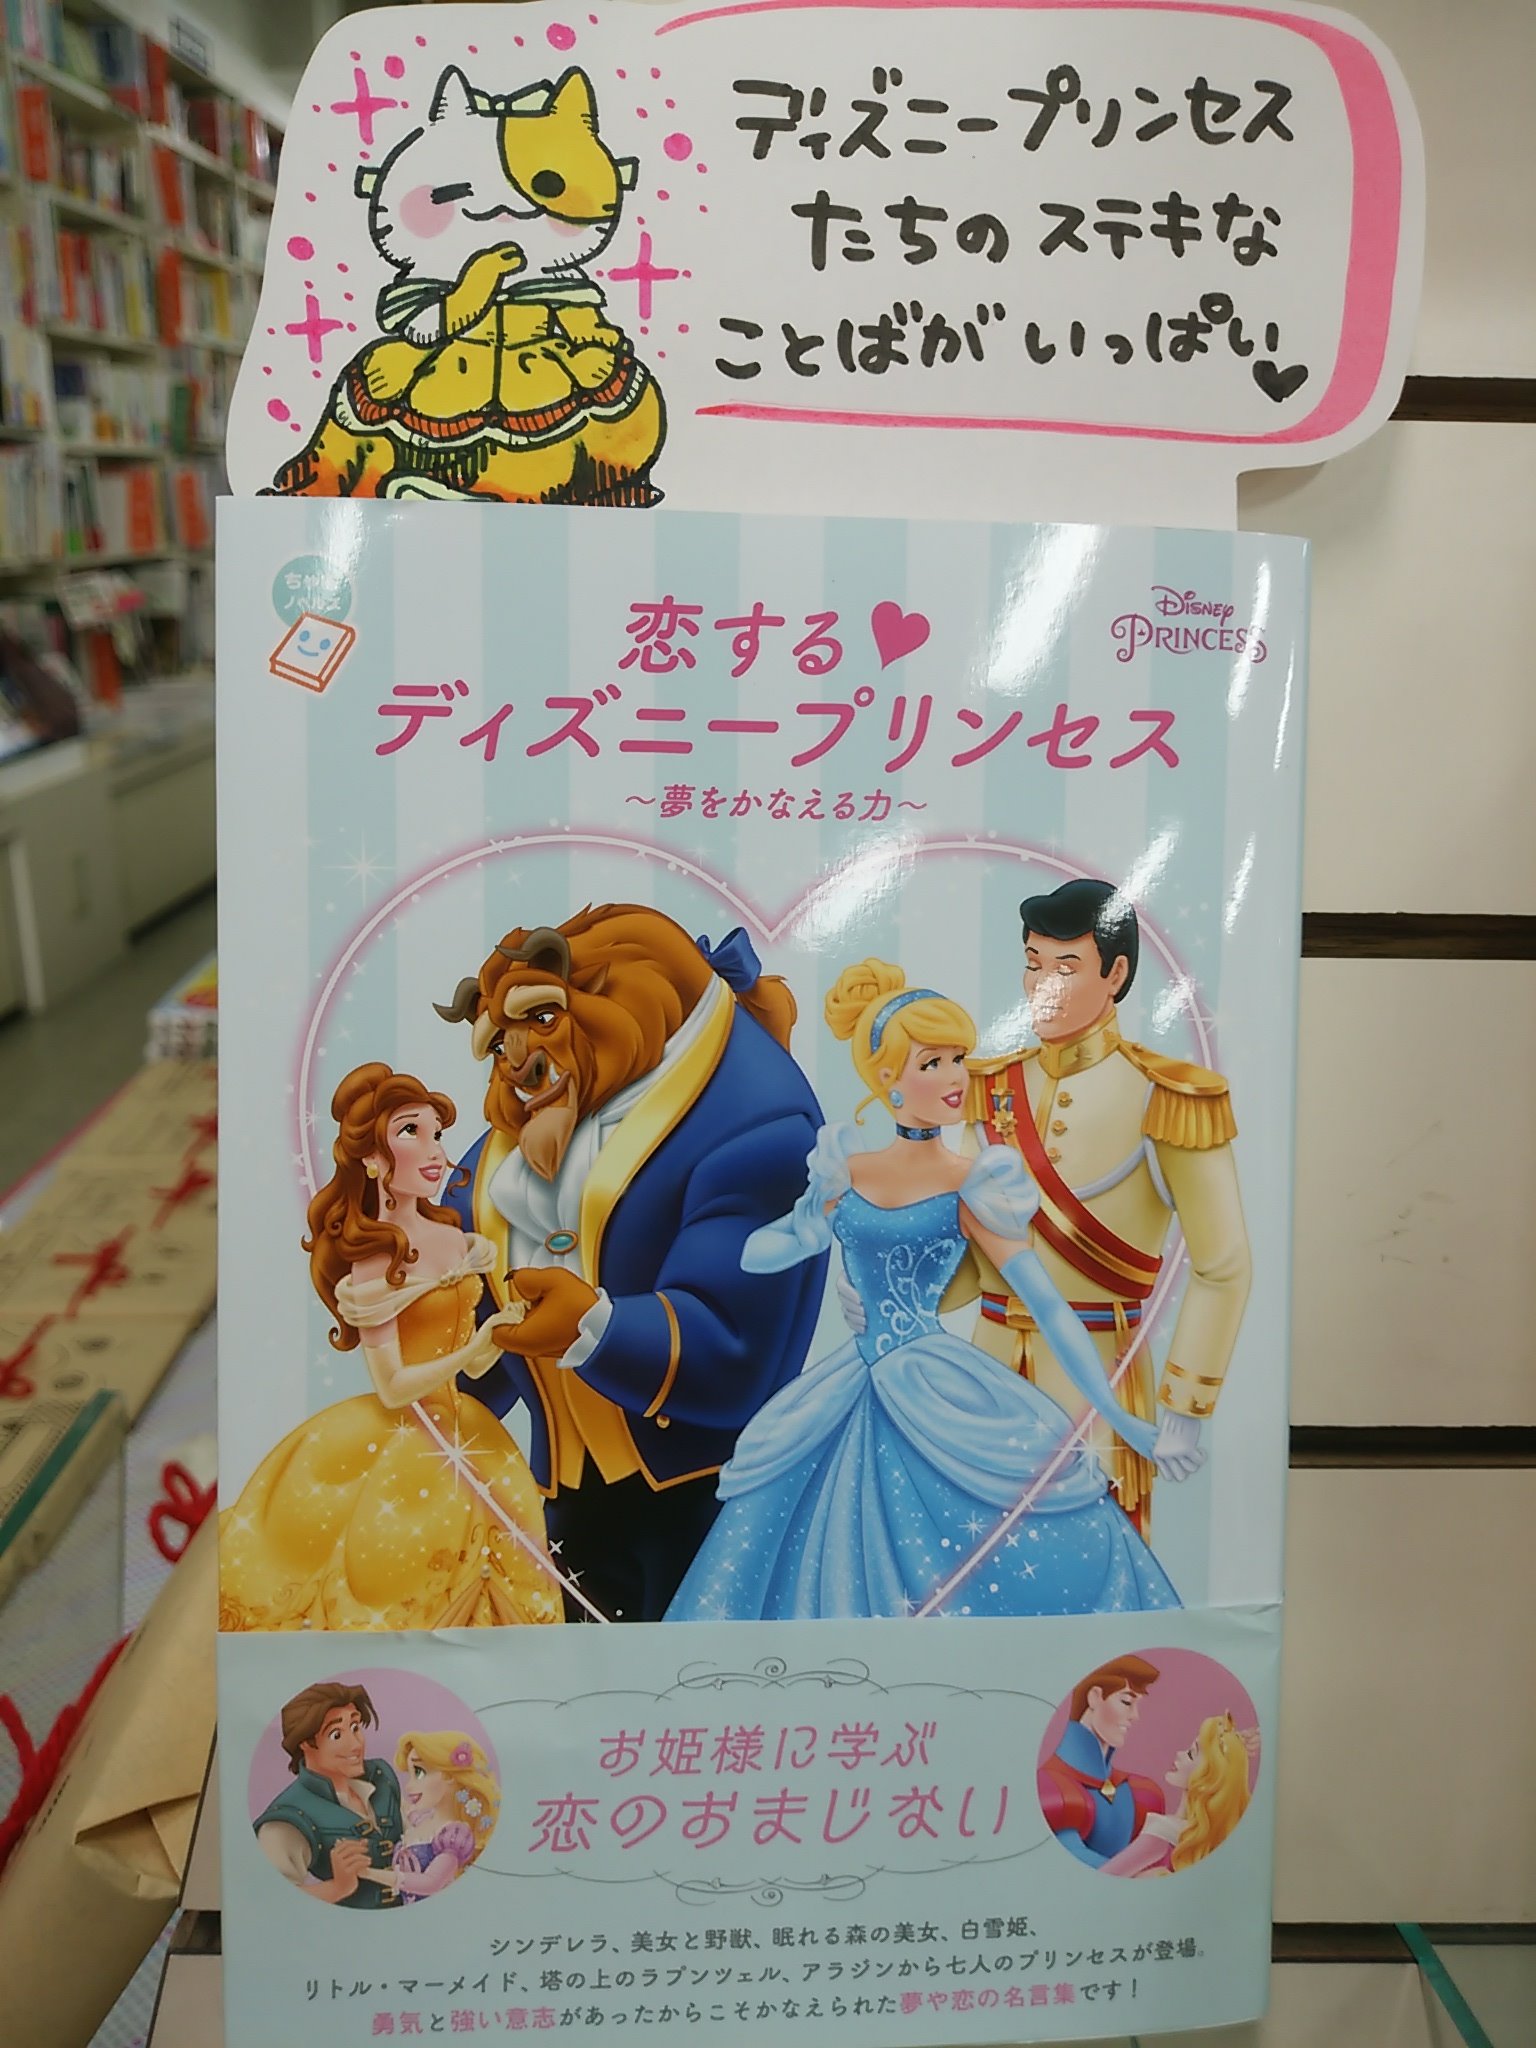 ディズニープリンセス
たちのステキな
ことばがいっぱい♥
ちゃお
ノベルズ
恋する♥
ディズニープリンセス
～夢をかなえる力～
Disney
PRINCESS
お姫様に学ぶ
恋のおまじない
シンデレラ、美女と野獣、眠れる森の美女、白雪姫、
リトル・マーメイド、塔の上のラプンツェル、アラジンから七人のプリンセスが登場。
勇気と強い意志があったからこそかなえられた夢や恋の名言集です！